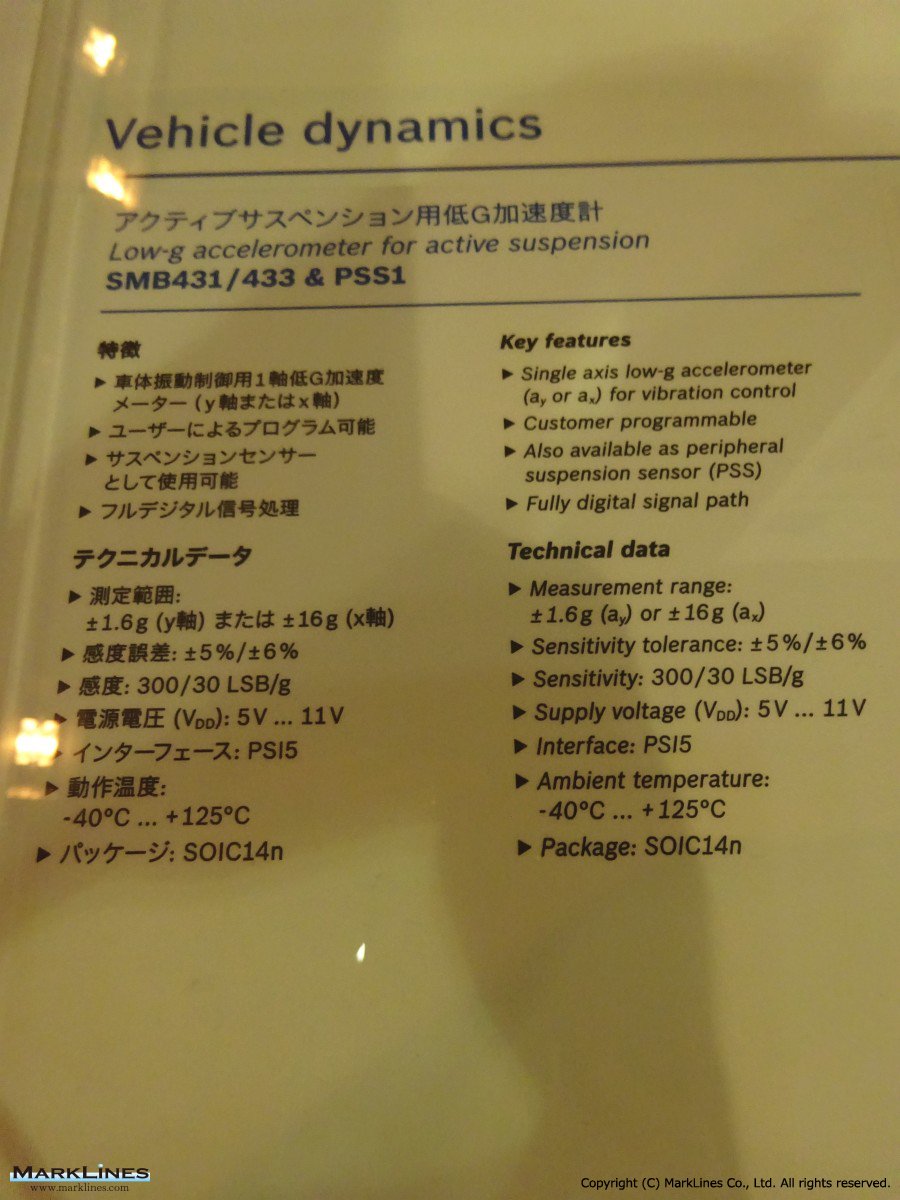 Vehicle dynamics
アクティブサスペンション用低G加速度計
Low-g accelerometer for active suspension
SMB431/433 & PSS1
特徴
▶ 車体振動制御用1軸低G加速度
メーター (y軸またはx軸)
▶ ユーザーによるプログラム可能
▶ サスペンションセンサー
として使用可能
▶ フルデジタル信号処理
テクニカルデータ
▶ 測定範囲:
±1.6g (y軸) または ±16g (x軸)
▶ 感度誤差: ±5%/±6%
▶ 感度: 300/30 LSB/g
▶ 電源電圧 (VDD): 5V ... 11V
▶ インターフェース: PSI5
▶ 動作温度:
-40°C ... +125°C
▶ パッケージ: SOIC14n
Key features
▶ Single axis low-g accelerometer
(ay or ax) for vibration control
▶ Customer programmable
▶ Also available as peripheral
suspension sensor (PSS)
▶ Fully digital signal path
Technical data
▶ Measurement range:
±1.6g (ay) or ±16g (ax)
▶ Sensitivity tolerance: ±5%/±6%
▶ Sensitivity: 300/30 LSB/g
▶ Supply voltage (VDD): 5V ... 11V
▶ Interface: PSI5
▶ Ambient temperature:
-40°C ... +125°C
▶ Package: SOIC14n
MARKLINES
www.marklines.com
Copyright (C) MarkLines Co., Ltd. All rights reserved.